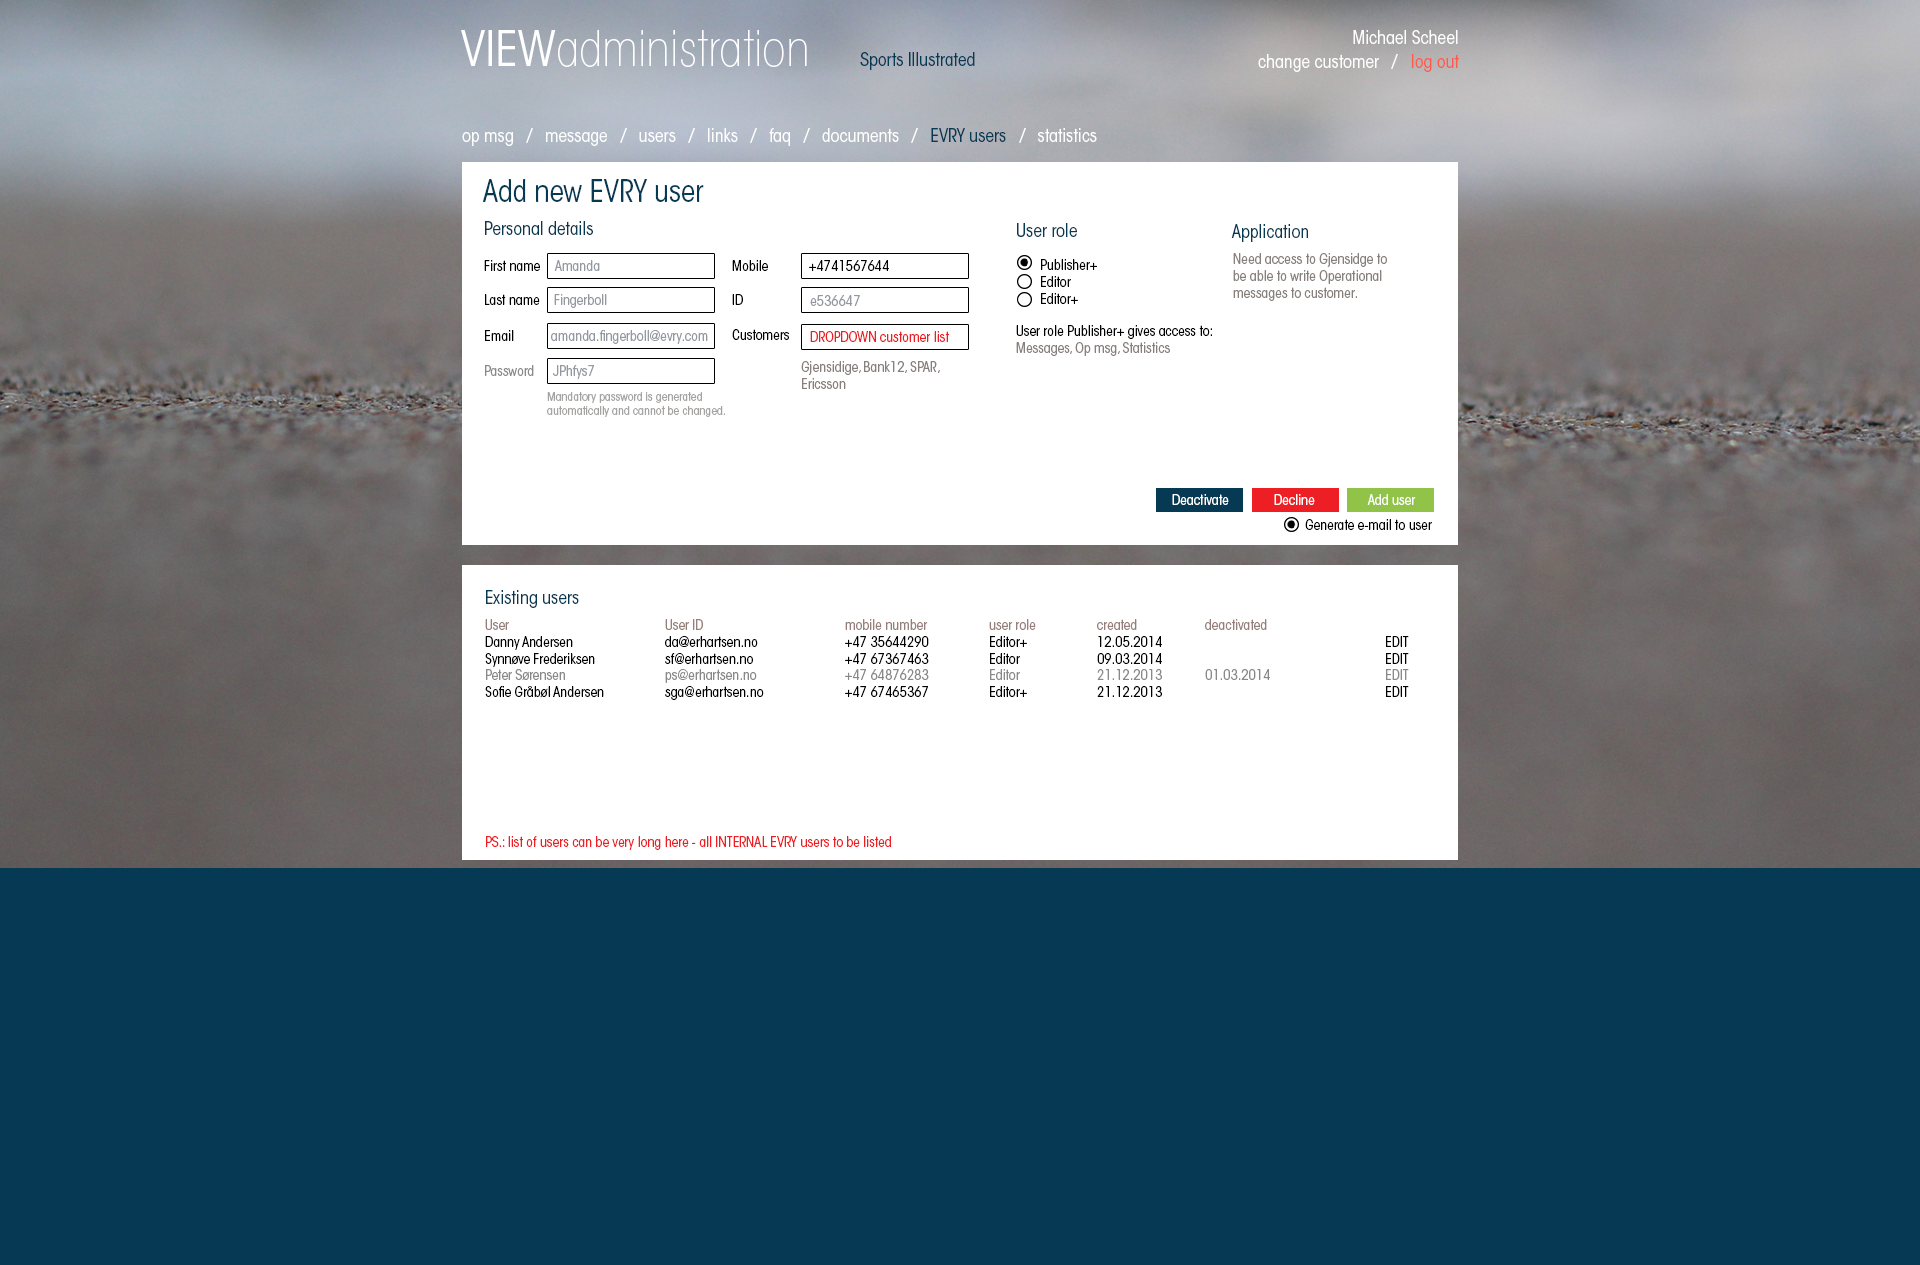 VIEWadministration
Sports Illustrated
Michael Scheel
change customer / log out
op msg / message / users / links / faq / documents / EVRY users / statistics
Add new EVRY user
Personal details
First name Amanda
Last name Fingerboll
Email amanda.fingerboll@evry.com
Password JPhfys7
Mandatory password is generated
automatically and cannot be changed.
Mobile +4741567644
ID e536647
Customers DROPDOWN customer list
Gjensidige, Bank12, SPAR,
Ericsson
User role
Publisher+
Editor
Editor+
User role Publisher+ gives access to:
Messages, Op msg, Statistics
Application
Need access to Gjensidge to
be able to write Operational
messages to customer.
Deactivate Decline Add user
Generate e-mail to user
Existing users
User User ID mobile number user role created deactivated
Danny Andersen da@erhartsen.no +47 35644290 Editor+ 12.05.2014 EDIT
Synnøve Frederiksen sf@erhartsen.no +47 67367463 Editor 09.03.2014 EDIT
Peter Sørensen ps@erhartsen.no +47 64876283 Editor 21.12.2013 01.03.2014 EDIT
Sofie Gråbøl Andersen sga@erhartsen.no +47 67465367 Editor+ 21.12.2013 EDIT
PS.: list of users can be very long here - all INTERNAL EVRY users to be listed